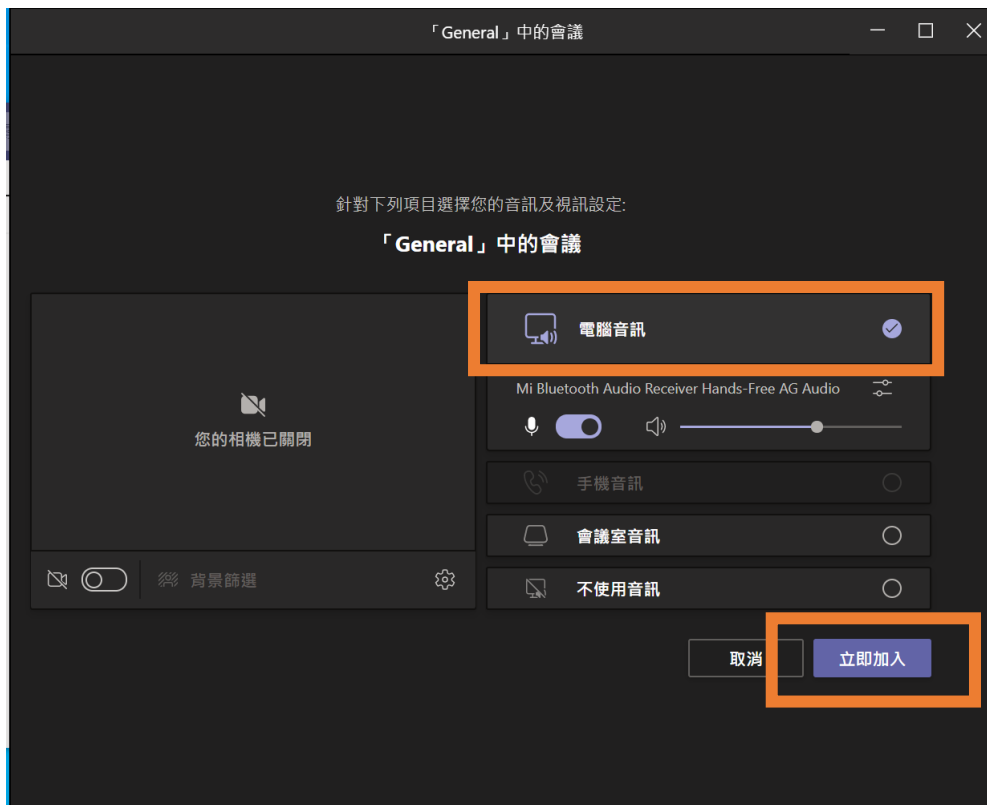 「General」中的會議
針對下列項目選擇您的音訊及視訊設定:
「General」中的會議
電腦音訊
Mi Bluetooth Audio Receiver Hands-Free AG Audio
您的相機已關閉
手機音訊
會議室音訊
背景篩選
不使用音訊
取消
立即加入